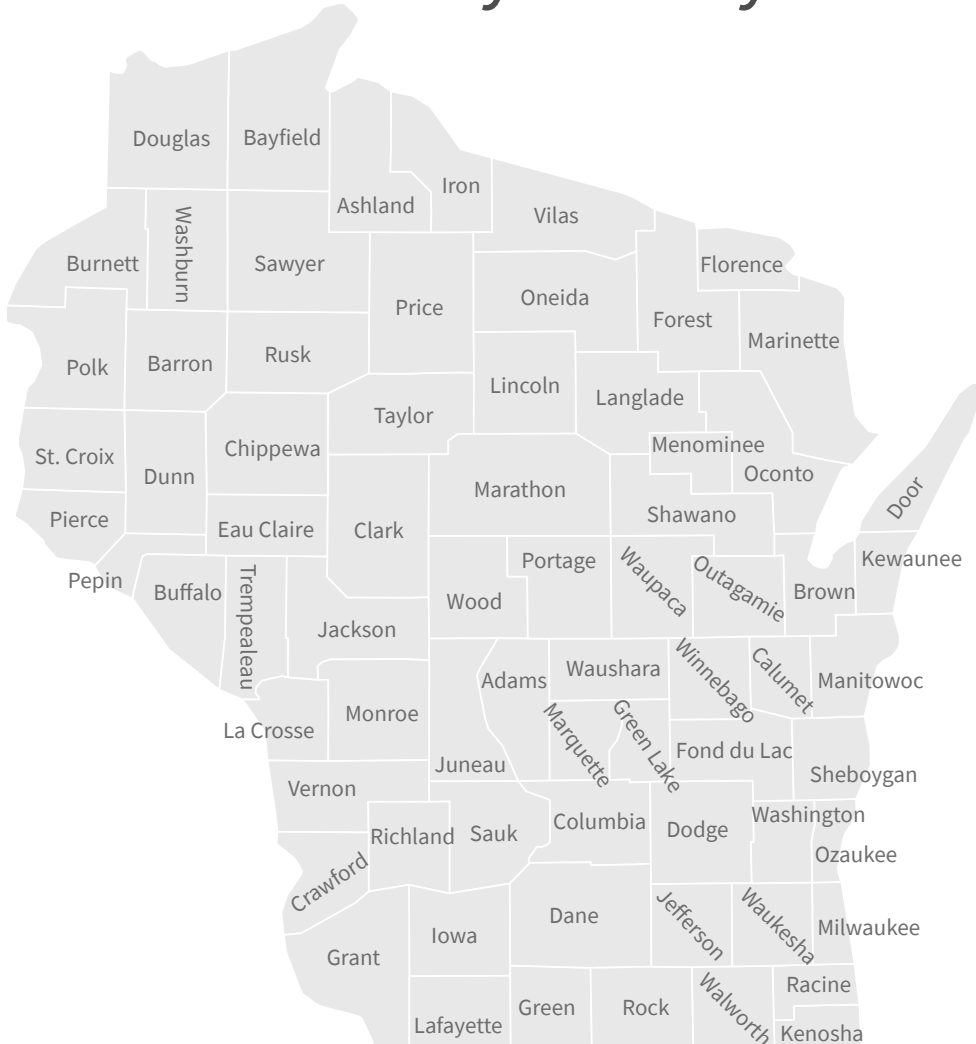 Douglas
Bayfield
Iron
Ashland
Vilas
Washburn
Burnett
Sawyer
Florence
Price
Oneida
Forest
Marinette
Polk
Barron
Rusk
Lincoln
Langlade
Taylor
Menominee
St. Croix
Chippewa
Dunn
Oconto
Marathon
Door
Pierce
Eau Claire
Clark
Shawano
Pepin
Buffalo
Trempealeau
Portage
Waupaca
Outagamie
Brown
Kewaunee
Wood
Jackson
Adams
Waushara
Winnebago
Calumet
Manitowoc
La Crosse
Monroe
Juneau
Marquette
Green Lake
Fond du Lac
Sheboygan
Vernon
Richland
Sauk
Columbia
Dodge
Washington
Ozaukee
Crawford
Grant
Iowa
Dane
Jefferson
Waukesha
Milwaukee
Lafayette
Green
Rock
Walworth
Racine
Kenosha